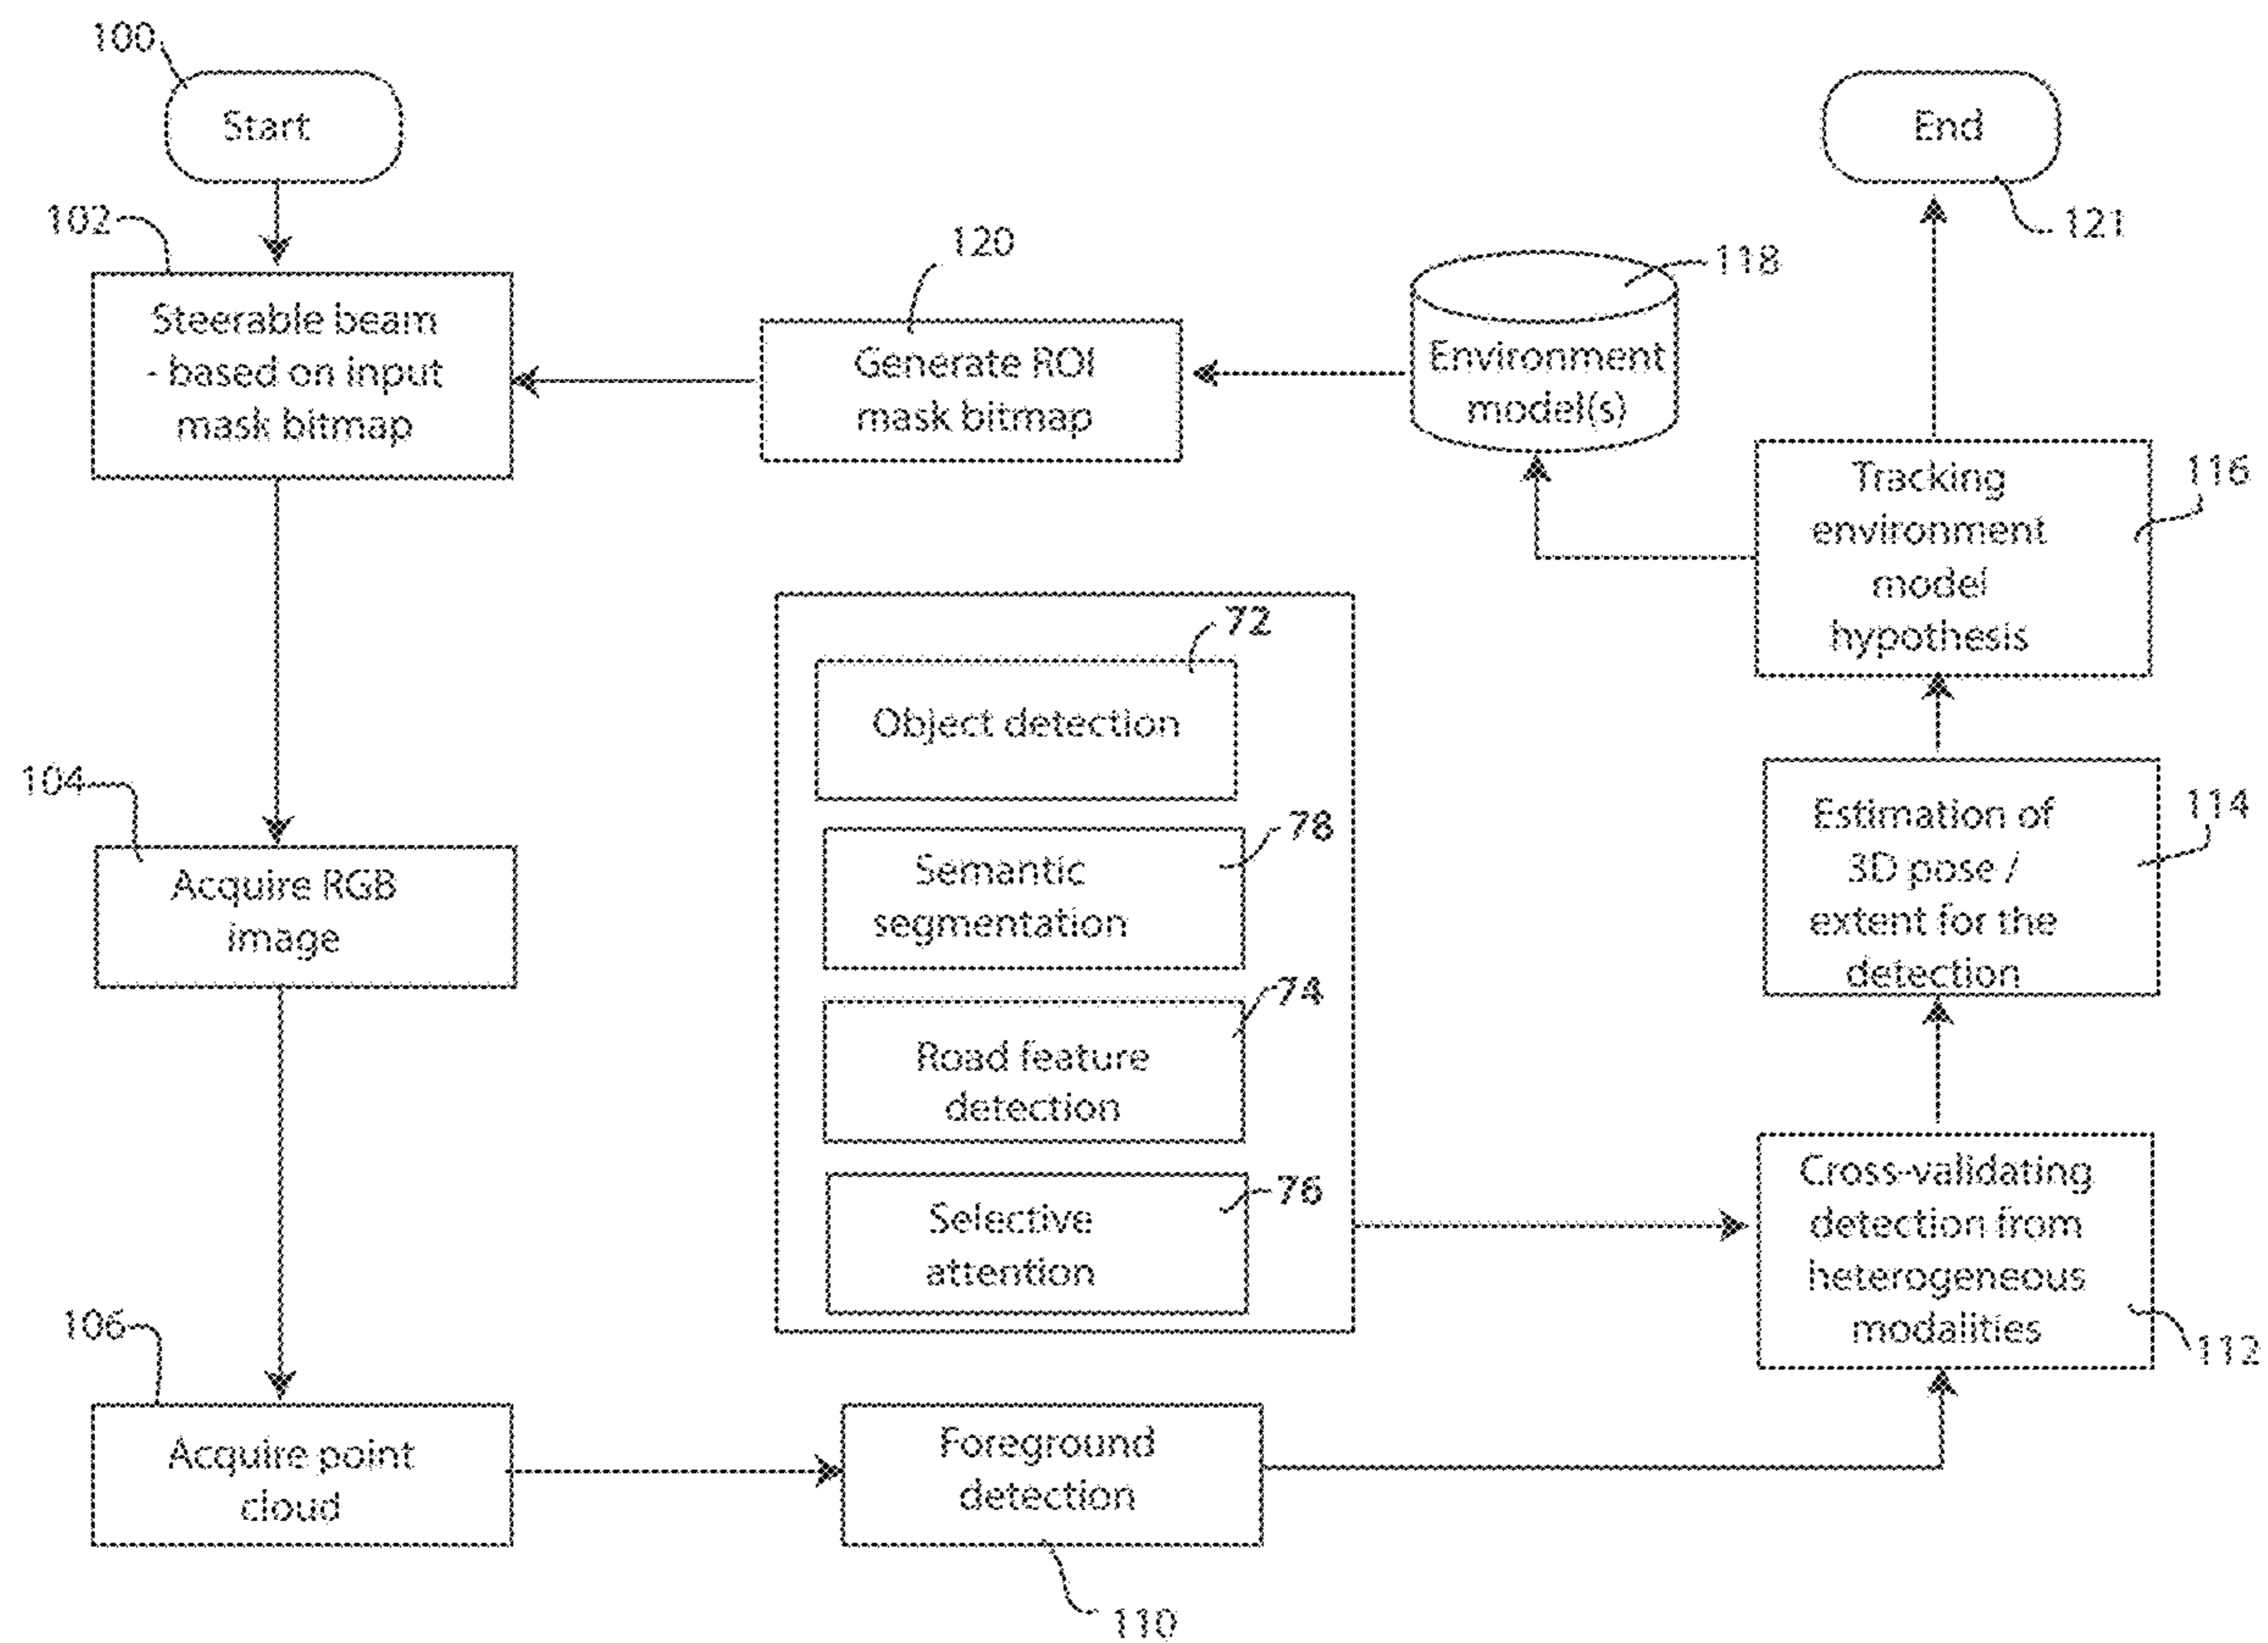 100
Start
102
Steerable beam
- based on input
mask bitmap
120
Generate ROI
mask bitmap
118
Environment
model(s)
End
121
116
Tracking
environment
model
hypothesis
72
Object detection
78
Semantic
segmentation
74
Road feature
detection
76
Selective
attention
104
Acquire RGB
image
114
Estimation of
3D pose /
extent for the
detection
106
Acquire point
cloud
Foreground
detection
110
Cross-validating
detection from
heterogeneous
modalities
112